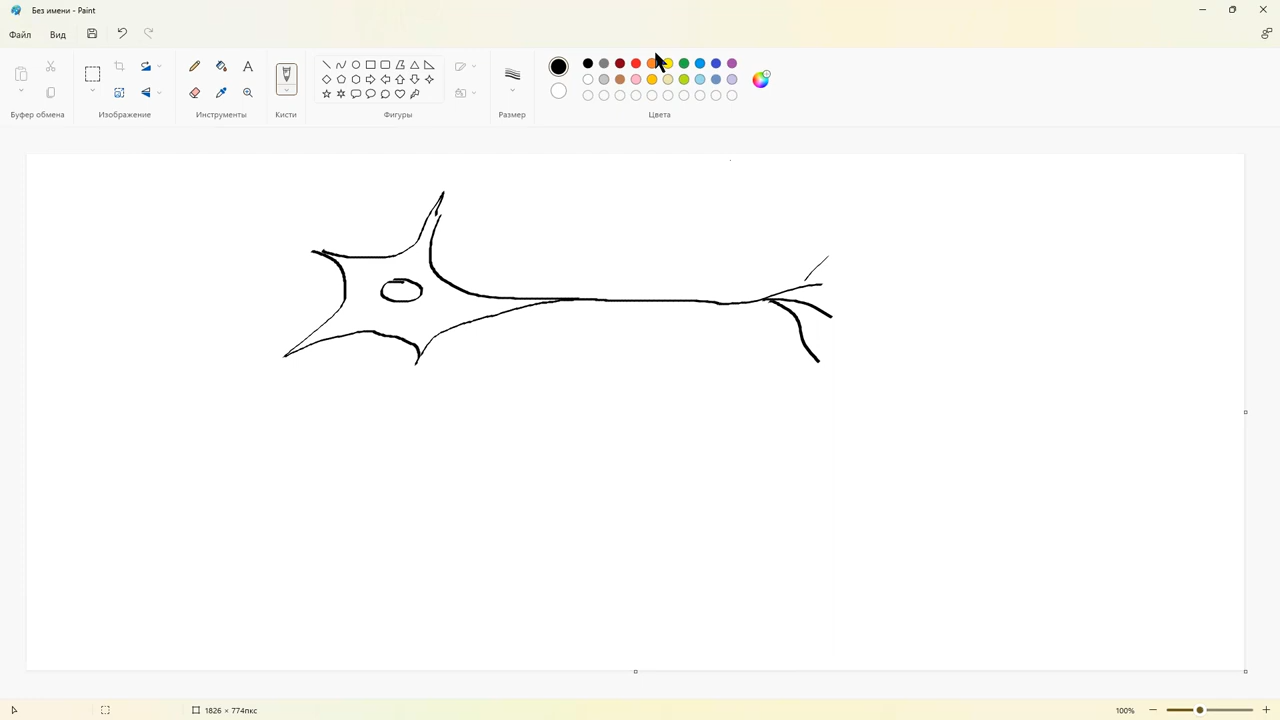 Без имени - Paint
Файл Вид
Буфер обмена Изображение Инструменты Кисти Фигуры Размер Цвета
1826 × 774пкс 100%